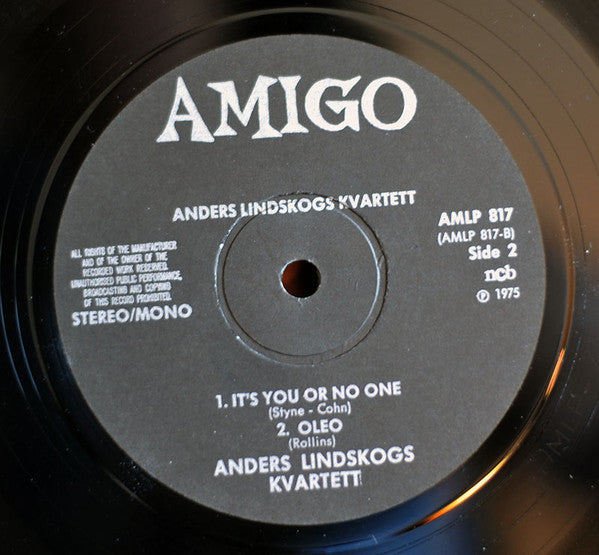 AMIGO
ANDERS LINDSKOGS KVARTETT
AMLP 817
(AMLP 817-B)
Side 2
ncb
℗ 1975
ALL RIGHTS OF THE MANUFACTURER
AND OF THE OWNER OF THE
RECORDED WORK RESERVED.
UNAUTHORISED PUBLIC PERFORMANCE,
BROADCASTING AND COPYING
OF THIS RECORD PROHIBITED.
STEREO/MONO
1. IT'S YOU OR NO ONE
(Styne - Cohn)
2. OLEO
(Rollins)
ANDERS LINDSKOGS
KVARTETT